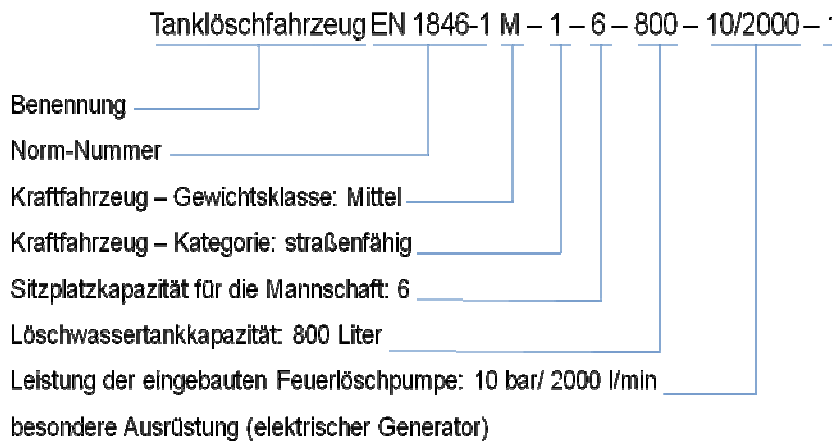 Tanklöschfahrzeug EN 1846-1 M – 1 – 6 – 800 – 10/2000 – 1
Benennung
Norm-Nummer
Kraftfahrzeug – Gewichtsklasse: Mittel
Kraftfahrzeug – Kategorie: straßenfähig
Sitzplatzkapazität für die Mannschaft: 6
Löschwassertankkapazität: 800 Liter
Leistung der eingebauten Feuerlöschpumpe: 10 bar/ 2000 l/min
besondere Ausrüstung (elektrischer Generator)